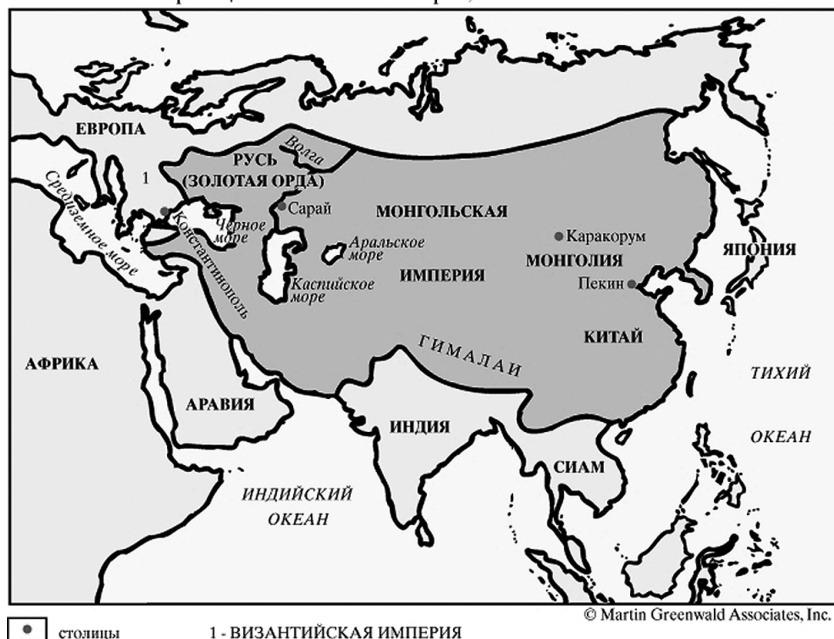 ЕВРОПА
1
РУСЬ
(ЗОЛОТАЯ ОРДА)
Волга
Средиземное море
Константинополь
Черное
море
Сарай
МОНГОЛЬСКАЯ
ИМПЕРИЯ
Аральское
море
Каспийское
море
Каракорум
МОНГОЛИЯ
Пекин
ЯПОНИЯ
КИТАЙ
ГИМАЛАИ
АФРИКА
АРАВИЯ
ИНДИЯ
СИАМ
ТИХИЙ
ОКЕАН
ИНДИЙСКИЙ
ОКЕАН
© Martin Greenwald Associates, Inc.
столицы
1 - ВИЗАНТИЙСКАЯ ИМПЕРИЯ